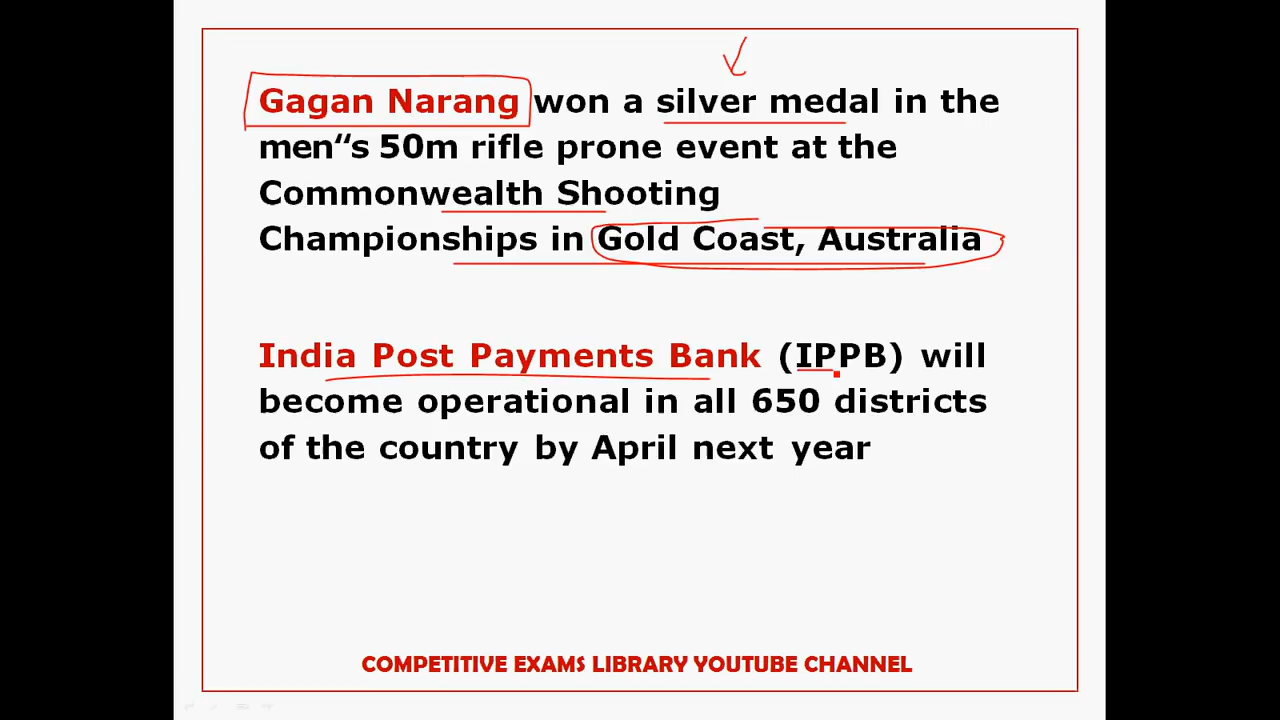 Gagan Narang won a silver medal in the
men“s 50m rifle prone event at the
Commonwealth Shooting
Championships in Gold Coast, Australia
India Post Payments Bank (IPPB) will
become operational in all 650 districts
of the country by April next year
COMPETITIVE EXAMS LIBRARY YOUTUBE CHANNEL